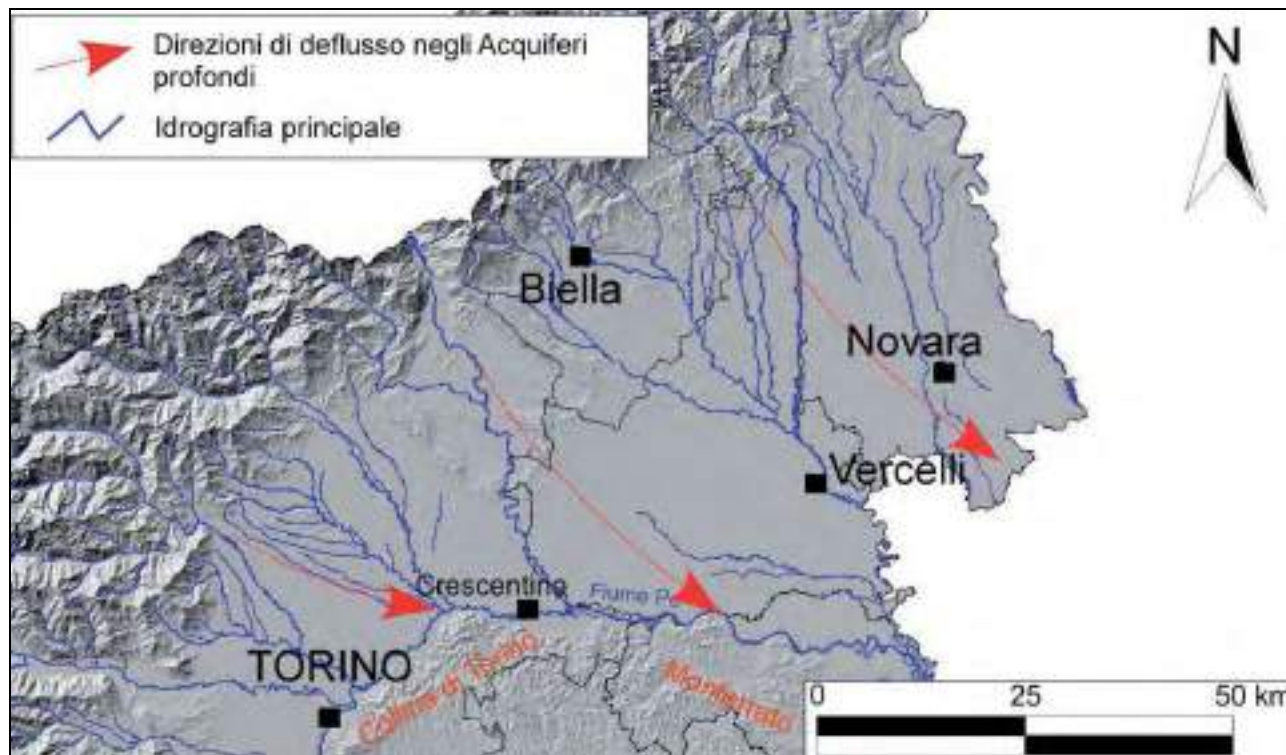 Direzioni di deflusso negli Acquiferi
profondi
Idrografia principale
N
Biella
Novara
Vercelli
Crescentino
Fiume P
TORINO
Collina di Torino
Monferrato
0 25 50 km